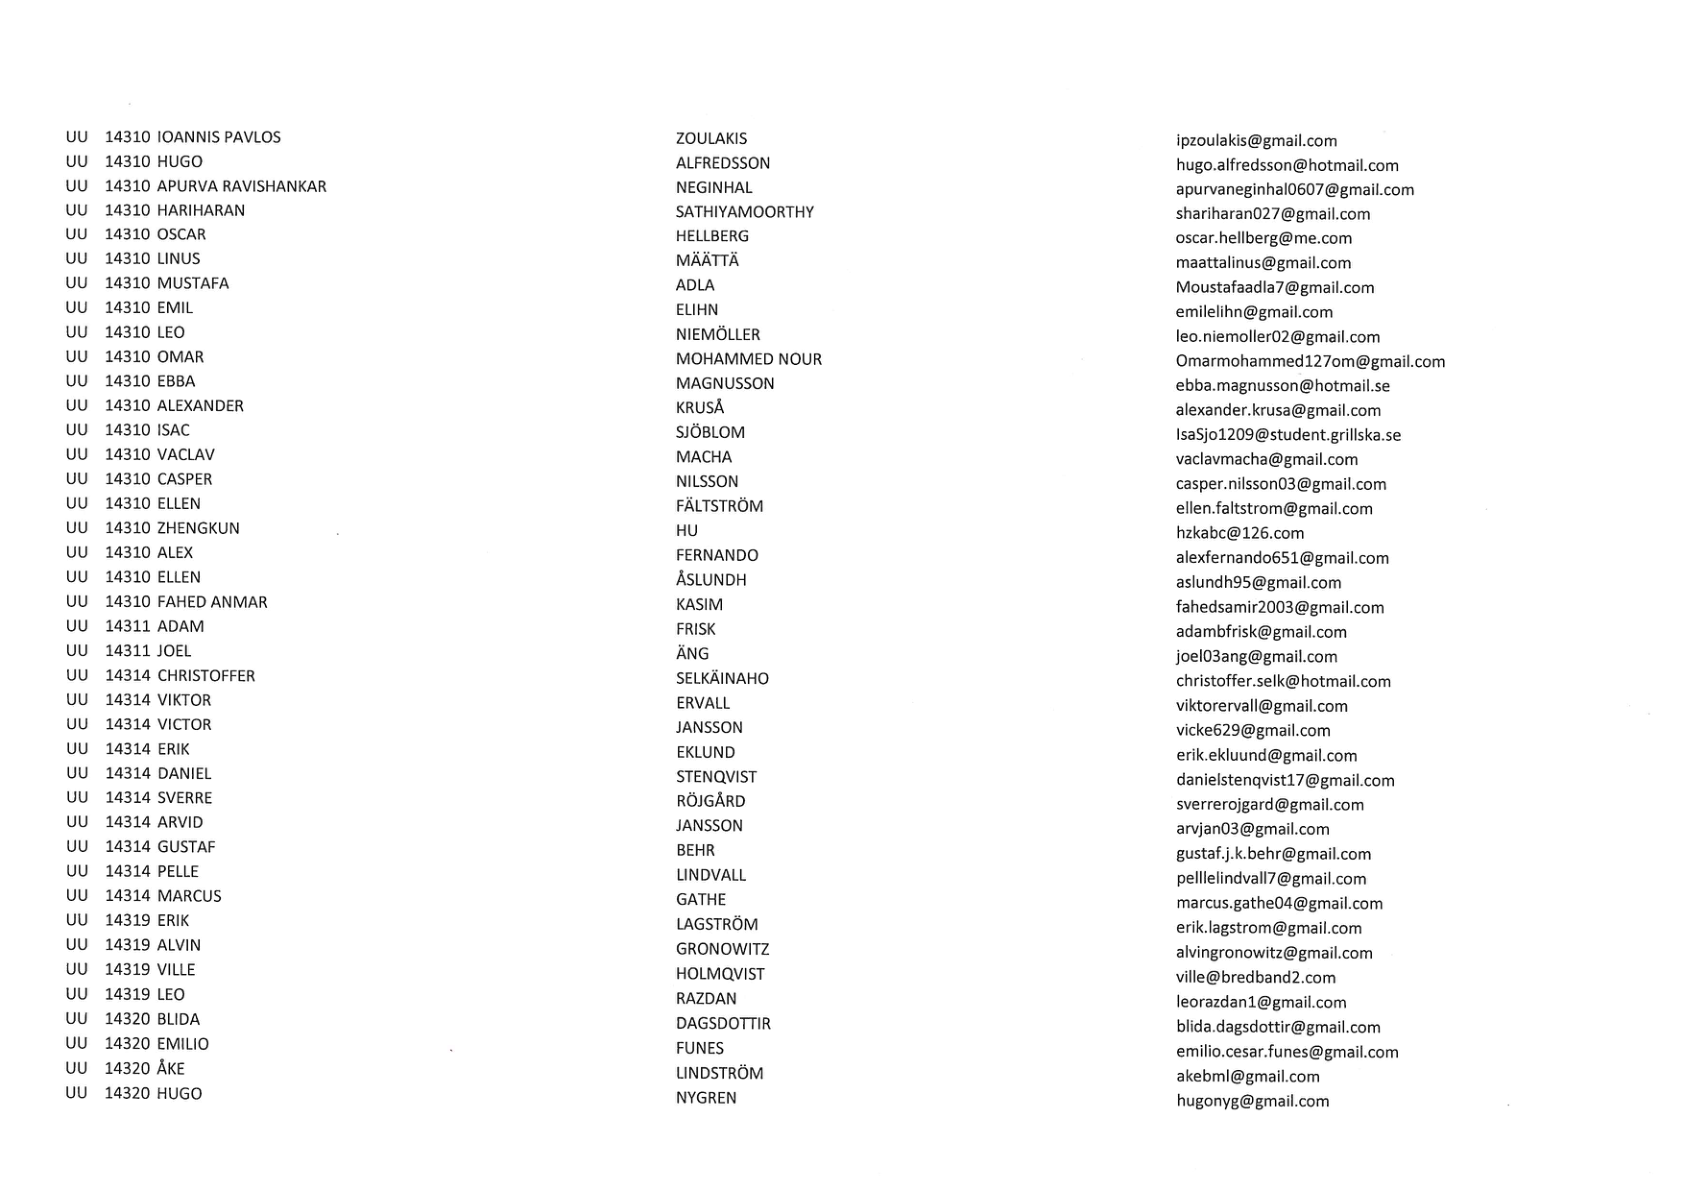 UU 14310 IOANNIS PAVLOS ZOULAKIS ipzoulakis@gmail.com
UU 14310 HUGO ALFREDSSON hugo.alfredsson@hotmail.com
UU 14310 APURVA RAVISHANKAR NEGINHAL apurvaneginhal0607@gmail.com
UU 14310 HARIHARAN SATHIYAMOORTHY shariharan027@gmail.com
UU 14310 OSCAR HELLBERG oscar.hellberg@me.com
UU 14310 LINUS MÄÄTTÄ maattalinus@gmail.com
UU 14310 MUSTAFA ADLA Moustafaadla7@gmail.com
UU 14310 EMIL ELIHN emilelihn@gmail.com
UU 14310 LEO NIEMÖLLER leo.niemoller02@gmail.com
UU 14310 OMAR MOHAMMED NOUR Omarmohammed127om@gmail.com
UU 14310 EBBA MAGNUSSON ebba.magnusson@hotmail.se
UU 14310 ALEXANDER KRUSÅ alexander.krusa@gmail.com
UU 14310 ISAC SJÖBLOM IsaSjo1209@student.grillska.se
UU 14310 VACLAV MACHA vaclavmacha@gmail.com
UU 14310 CASPER NILSSON casper.nilsson03@gmail.com
UU 14310 ELLEN FÄLTSTRÖM ellen.faltstrom@gmail.com
UU 14310 ZHENGKUN HU hzkabc@126.com
UU 14310 ALEX FERNANDO alexfernando651@gmail.com
UU 14310 ELLEN ÅSLUNDH aslundh95@gmail.com
UU 14310 FAHED ANMAR KASIM fahedsamir2003@gmail.com
UU 14311 ADAM FRISK adambfrisk@gmail.com
UU 14311 JOEL ÄNG joel03ang@gmail.com
UU 14314 CHRISTOFFER SELKÄINAHO christoffer.selk@hotmail.com
UU 14314 VIKTOR ERVALL viktorervall@gmail.com
UU 14314 VICTOR JANSSON vicke629@gmail.com
UU 14314 ERIK EKLUND erik.ekluund@gmail.com
UU 14314 DANIEL STENQVIST danielstenqvist17@gmail.com
UU 14314 SVERRE RÖJGÅRD sverrerojgard@gmail.com
UU 14314 ARVID JANSSON arvjan03@gmail.com
UU 14314 GUSTAF BEHR gustaf.j.k.behr@gmail.com
UU 14314 PELLE LINDVALL pelllelindvall7@gmail.com
UU 14314 MARCUS GATHE marcus.gathe04@gmail.com
UU 14319 ERIK LAGSTRÖM erik.lagstrom@gmail.com
UU 14319 ALVIN GRONOWITZ alvingronowitz@gmail.com
UU 14319 VILLE HOLMQVIST ville@bredband2.com
UU 14319 LEO RAZDAN leorazdan1@gmail.com
UU 14320 BLIDA DAGSDOTTIR blida.dagsdottir@gmail.com
UU 14320 EMILIO FUNES emilio.cesar.funes@gmail.com
UU 14320 ÅKE LINDSTRÖM akebml@gmail.com
UU 14320 HUGO NYGREN hugonyg@gmail.com